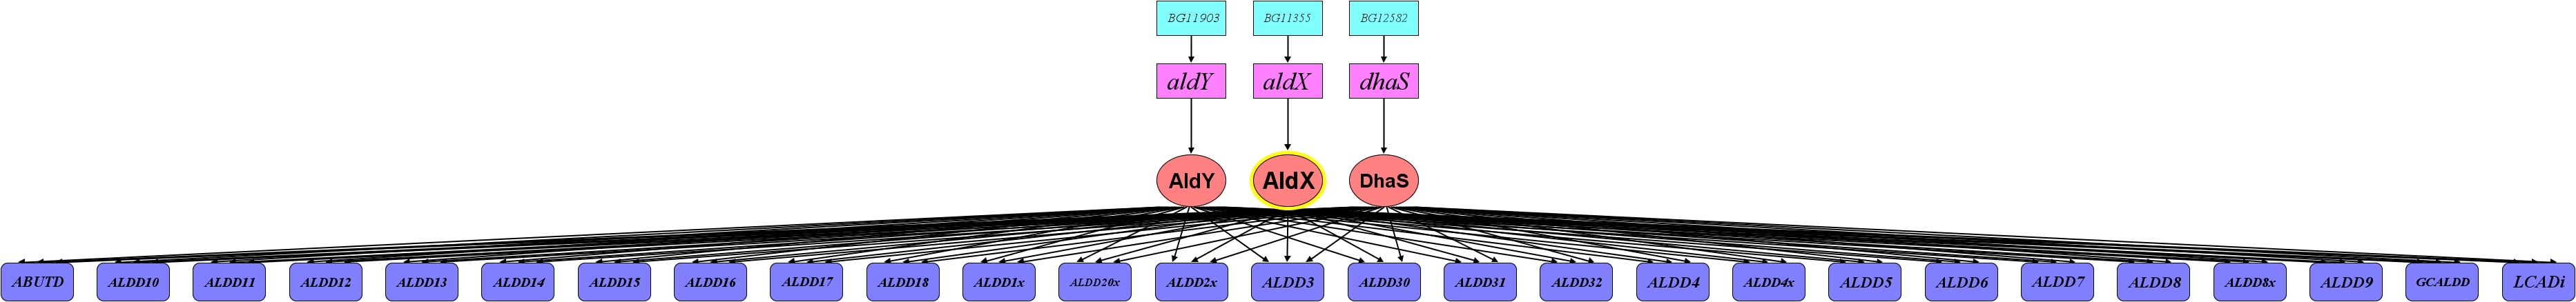 BG11903 BG11355 BG12582
aldY aldX dhaS
AldY AldX DhaS
ABUTD ALDD10 ALDD11 ALDD12 ALDD13 ALDD14 ALDD15 ALDD16 ALDD17 ALDD18 ALDD1x ALDD20x ALDD2x ALDD3 ALDD30 ALDD31 ALDD32 ALDD4 ALDD4x ALDD5 ALDD6 ALDD7 ALDD8 ALDD8x ALDD9 GCALDD LCADi